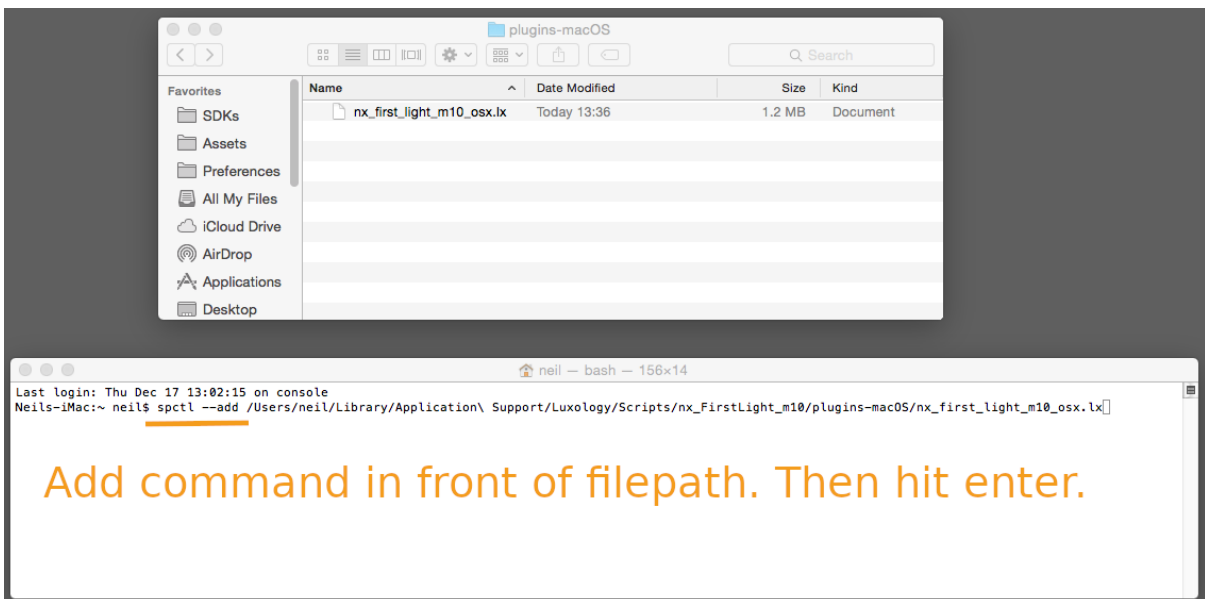 plugins-macOS
Search
Favorites
SDKs
Assets
Preferences
All My Files
iCloud Drive
AirDrop
Applications
Desktop
Name Date Modified Size Kind
nx_first_light_m10_osx.lx Today 13:36 1.2 MB Document
neil — bash — 156×14
Last login: Thu Dec 17 13:02:15 on console
Neils-iMac:~ neil$ spctl --add /Users/neil/Library/Application\ Support/Luxology/Scripts/nx_FirstLight_m10/plugins-macOS/nx_first_light_m10_osx.lx
Add command in front of filepath. Then hit enter.